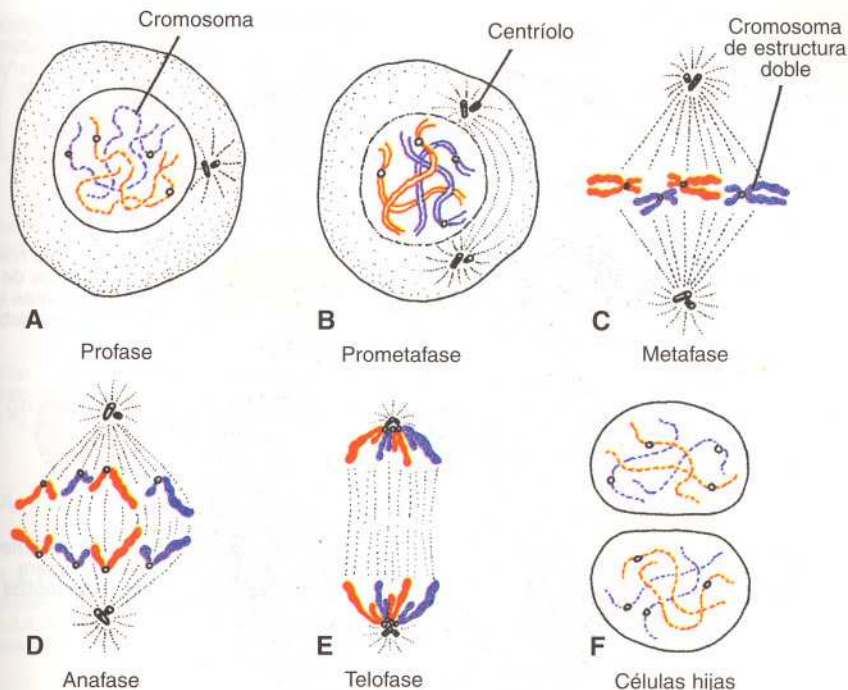 Cromosoma
Centríolo
Cromosoma
de estructura
doble
A
B
C
Profase
Prometafase
Metafase
D
E
F
Anafase
Telofase
Células hijas